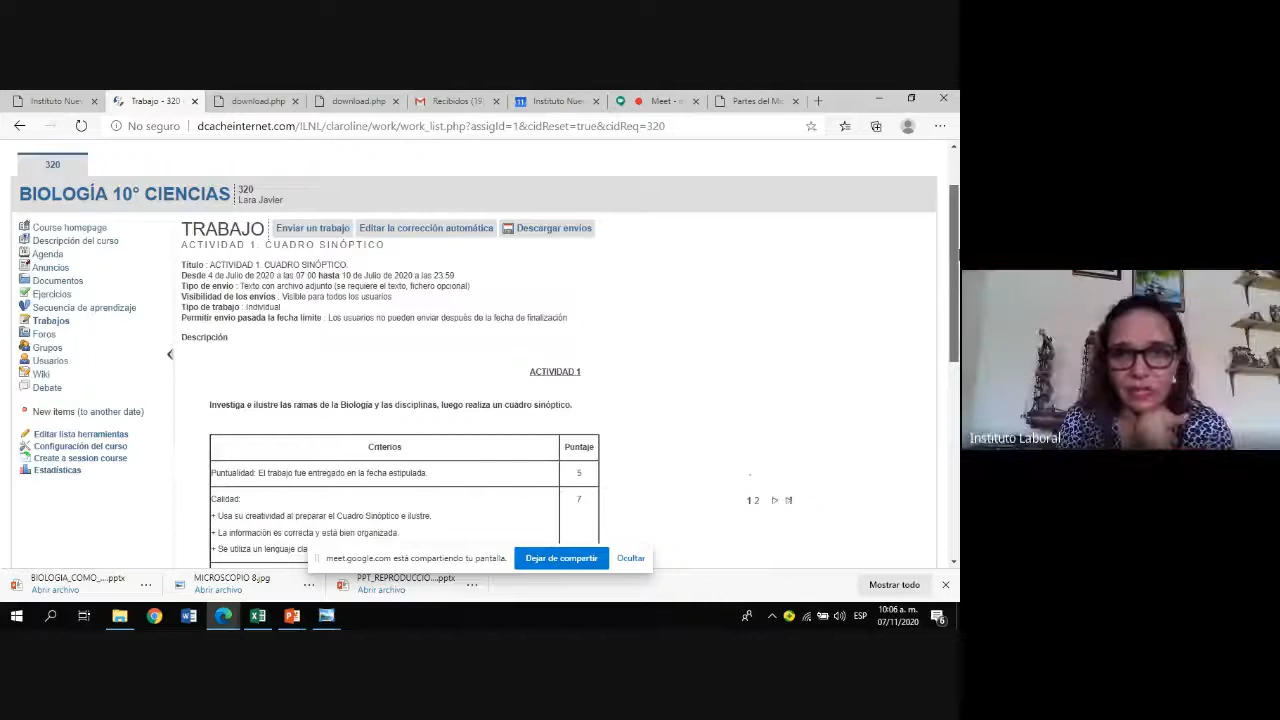 Instituto Nue
Trabajo - 320
download.php
download.php
Recibidos (19
Instituto Nue
Meet -
Partes del Mi
No seguro
dcacheinternet.com/ILNL/claroline/work/work_list.php?assigId=1&cidReset=true&cidReq=320
320
BIOLOGÍA 10° CIENCIAS
320
Lara Javier
Course homepage
Descripción del curso
Agenda
Anuncios
Documentos
Ejercicios
Secuencia de aprendizaje
Trabajos
Foros
Grupos
Usuarios
Wiki
Debate
New items (to another date)
Editar lista herramientas
Configuración del curso
Create a session course
Estadísticas
TRABAJO
Enviar un trabajo
Editar la corrección automática
Descargar envios
ACTIVIDAD 1. CUADRO SINÓPTICO
Título : ACTIVIDAD 1. CUADRO SINÓPTICO.
Desde 4 de Julio de 2020 a las 07:00 hasta 10 de Julio de 2020 a las 23:59
Tipo de envio : Texto con archivo adjunto (se requiere el texto, fichero opcional)
Visibilidad de los envíos : Visible para todos los usuarios
Tipo de trabajo : Individual
Permitir envio pasada la fecha límite : Los usuarios no pueden enviar después de la fecha de finalización
Descripción
ACTIVIDAD 1
Investiga e ilustre las ramas de la Biología y las disciplinas, luego realiza un cuadro sinóptico.
Criterios Puntaje
Puntualidad: El trabajo fue entregado en la fecha estipulada. 5
Calidad: 7
+ Usa su creatividad al preparar el Cuadro Sinóptico e ilustre.
+ La información es correcta y está bien organizada.
+ Se utiliza un lenguaje cla
1 2
Instituto Laboral
meet.google.com está compartiendo tu pantalla.
Dejar de compartir
Ocultar
BIOLOGIA_COMO_....pptx
Abrir archivo
MICROSCOPIO 8.jpg
Abrir archivo
PPT_REPRODUCCIO....pptx
Abrir archivo
Mostrar todo
ESP
10:06 a. m.
07/11/2020
6